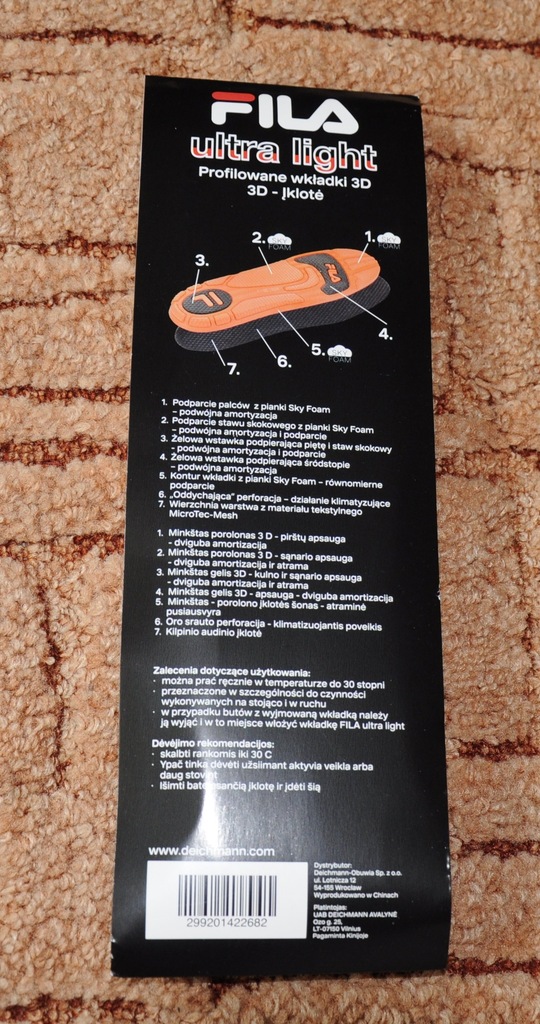 FILA
ultra light
Profilowane wkładki 3D
3D - Įklotė
2. SKY FOAM
1. SKY FOAM
3.
FILA
4.
5. SKY FOAM
6.
7.
1. Podparcie palców z pianki Sky Foam
– podwójna amortyzacja
2. Podparcie stawu skokowego z pianki Sky Foam
– podwójna amortyzacja i podparcie
3. Żelowa wstawka podpierająca piętę i staw skokowy
– podwójna amortyzacja i podparcie
4. Żelowa wstawka podpierająca śródstopie
– podwójna amortyzacja
5. Kontur wkładki z pianki Sky Foam – równomierne
podparcie
6. „Oddychająca" perforacja – działanie klimatyzujące
7. Wierzchnia warstwa z materiału tekstylnego
MicroTec-Mesh
1. Minkštas porolonas 3 D - pirštų apsauga
- dviguba amortizacija
2. Minkštas porolonas 3 D - sąnario apsauga
- dviguba amortizacija ir atrama
3. Minkštas gelis 3D - kulno ir sąnario apsauga
- dviguba amortizacija ir atrama
4. Minkštas gelis 3D - apsauga - dviguba amortizacija
5. Minkštas - porolono įklotės šonas - atraminė
pusiausvyra
6. Oro srauto perforacija - klimatizuojantis poveikis
7. Kilpinio audinio įklotė
Zalecenia dotyczące użytkowania:
· można prać ręcznie w temperaturze do 30 stopni
· przeznaczone w szczególności do czynności
wykonywanych na stojąco i w ruchu
· w przypadku butów z wyjmowaną wkładką należy
ją wyjąć i w to miejsce włożyć wkładkę FILA ultra light
Dėvėjimo rekomendacijos:
· skalbti rankomis iki 30 C
· Ypač tinka dėvėti užsiimant aktyvia veikla arba
daug stovint
· Išimti batę esančią įklotę ir įdėti šią
www.deichmann.com
299201422682
Dystrybutor:
Deichmann-Obuwie Sp. z o.o.
ul. Lotnicza 12
54-155 Wrocław
Wyprodukowano w Chinach
Platintojas:
UAB DEICHMANN AVALYNĖ
Ozo g. 25,
LT-07150 Vilnius
Pagaminta Kinijoje